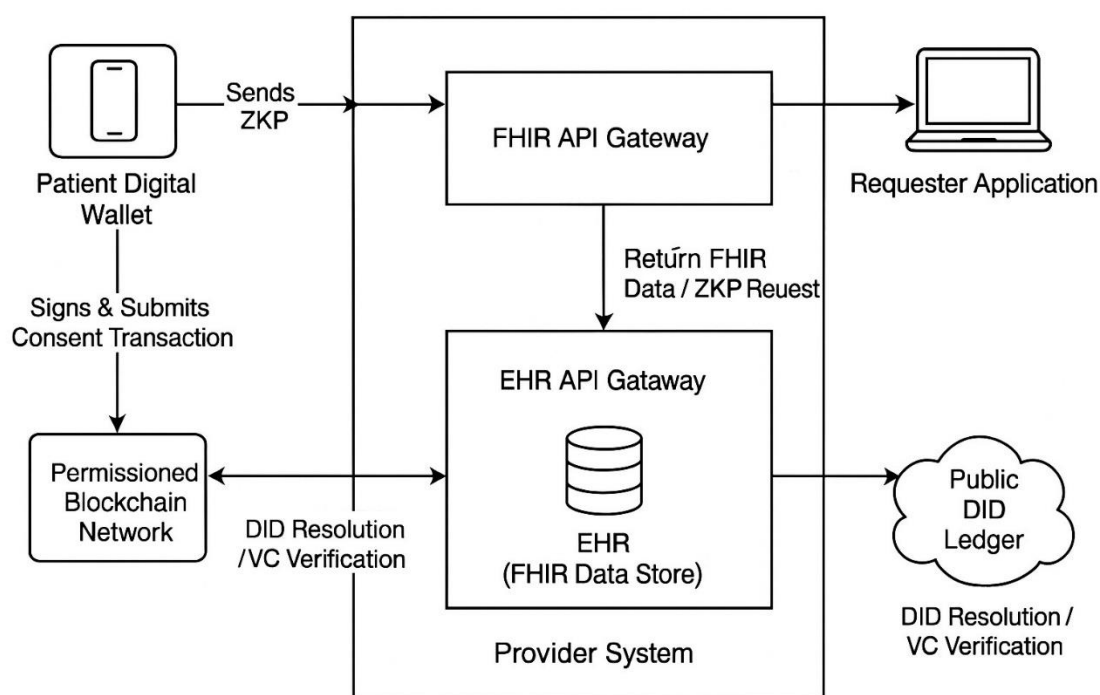 Sends
ZKP
Patient Digital
Wallet
FHIR API Gateway
Requester Application
Retúrn FHIR
Data / ZKP Reuest
Signs & Submits
Consent Transaction
EHR API Gataway
EHR
(FHIR Data Store)
Permissioned
Blockchain
Network
DID Resolution
/VC Verification
Public
DID
Ledger
DID Resolution /
VC Verification
Provider System